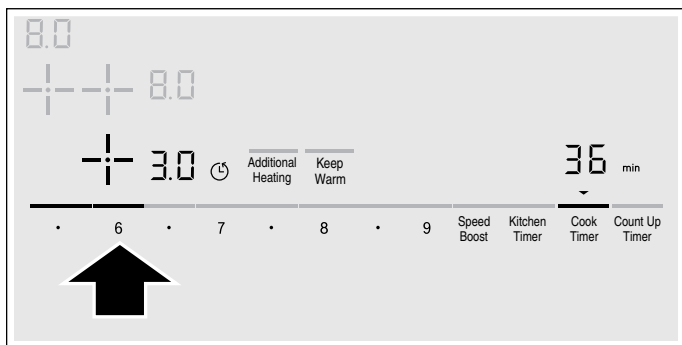 8.0
8.0
3.0 Additional Heating Keep Warm 36 min
· 6 · 7 · 8 · 9 Speed Boost Kitchen Timer Cook Timer Count Up Timer